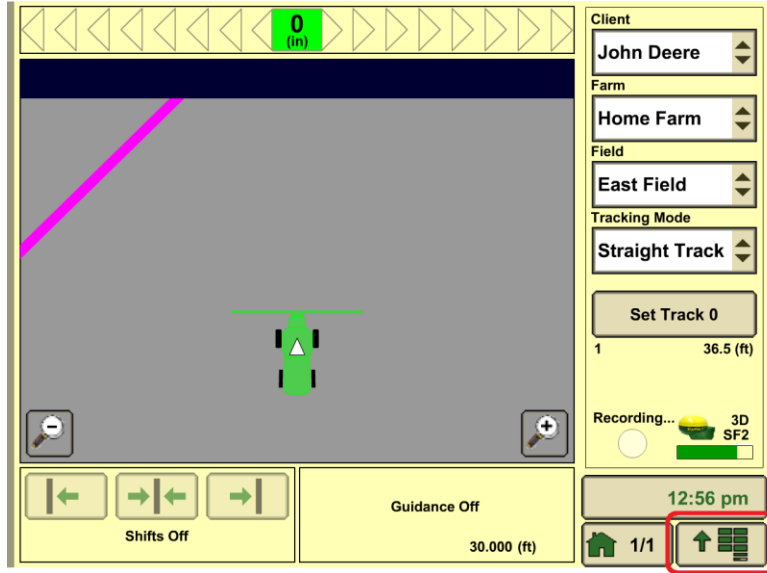 0
(in)
Client
John Deere
Farm
Home Farm
Field
East Field
Tracking Mode
Straight Track
Set Track 0
1 36.5 (ft)
Recording... 3D
SF2
Shifts Off
Guidance Off
30.000 (ft)
12:56 pm
1/1